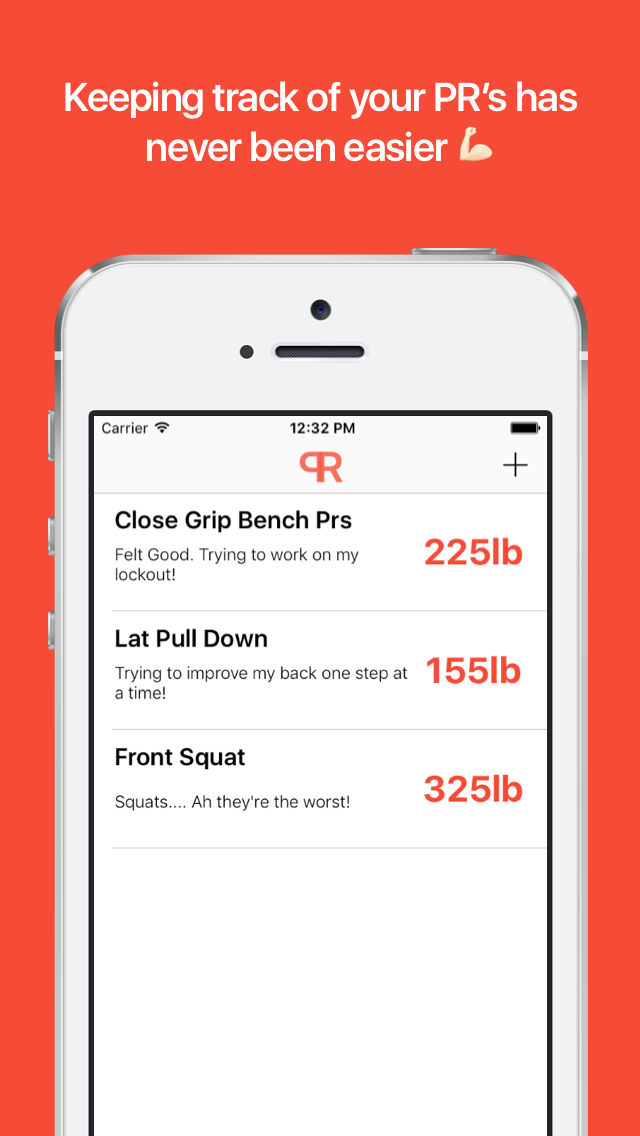 Keeping track of your PR’s has
never been easier 💪🏻
Carrier
12:32 PM
PR
Close Grip Bench Prs
Felt Good. Trying to work on my
lockout!
225lb
Lat Pull Down
Trying to improve my back one step at
a time!
155lb
Front Squat
Squats.... Ah they're the worst!
325lb